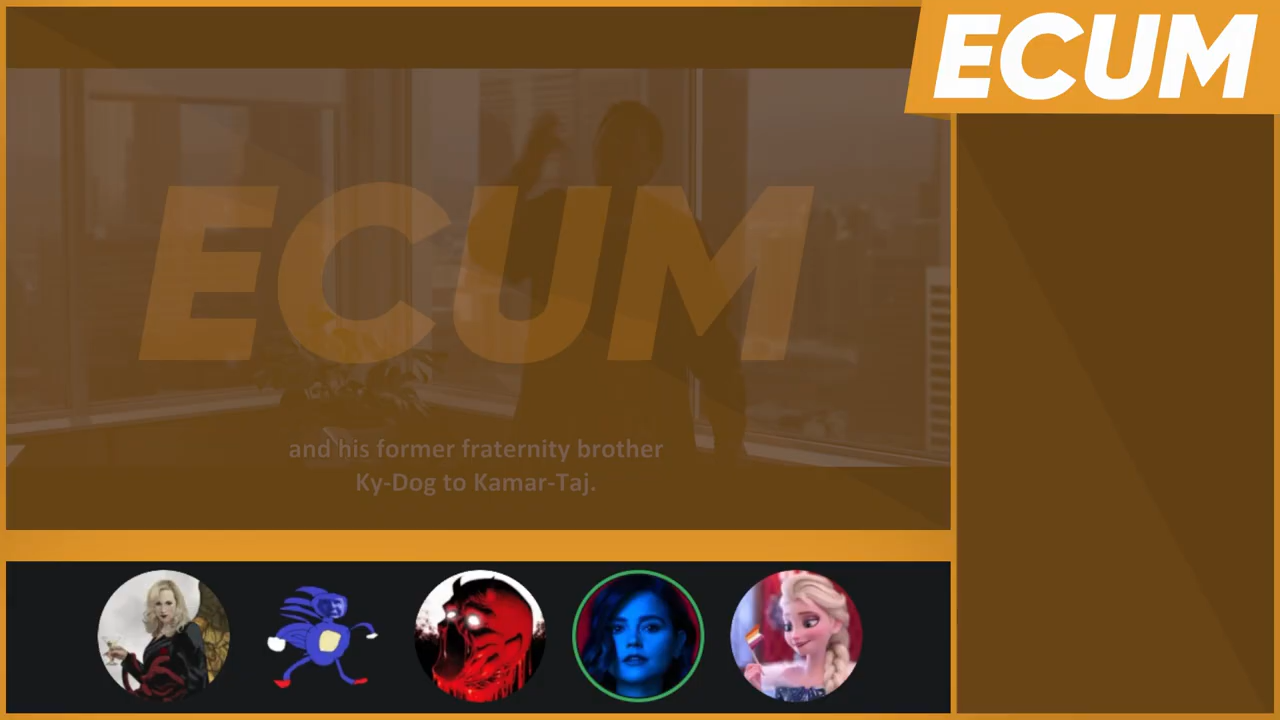 ECUM
ECUM
and his former fraternity brother
Ky-Dog to Kamar-Taj.